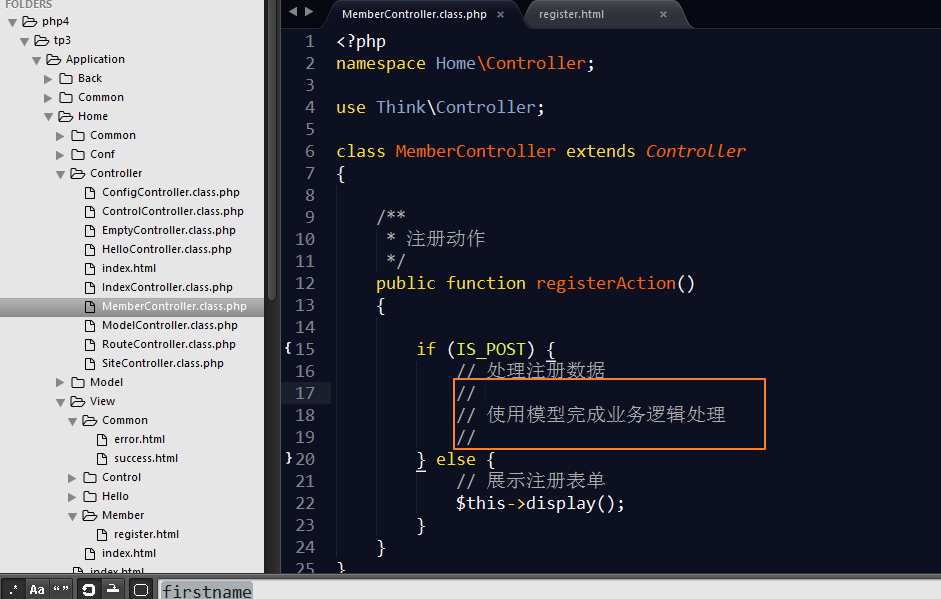 FOLDERS
php4
tp3
Application
Back
Common
Home
Common
Conf
Controller
ConfigController.class.php
ControlController.class.php
EmptyController.class.php
HelloController.class.php
index.html
IndexController.class.php
MemberController.class.php
ModelController.class.php
RouteController.class.php
SiteController.class.php
Model
View
Common
error.html
success.html
Control
Hello
Member
register.html
index.html
index.html
MemberController.class.php ×
register.html ×
1 <?php
2 namespace Home\Controller;
3
4 use Think\Controller;
5
6 class MemberController extends Controller
7 {
8
9 /**
10 * 注册动作
11 */
12 public function registerAction()
13 {
14
{15 if (IS_POST) {
16 // 处理注册数据
17 //
18 // 使用模型完成业务逻辑处理
19 //
}20 } else {
21 // 展示注册表单
22 $this->display();
23 }
24 }
25 }
.* Aa “”
firstname